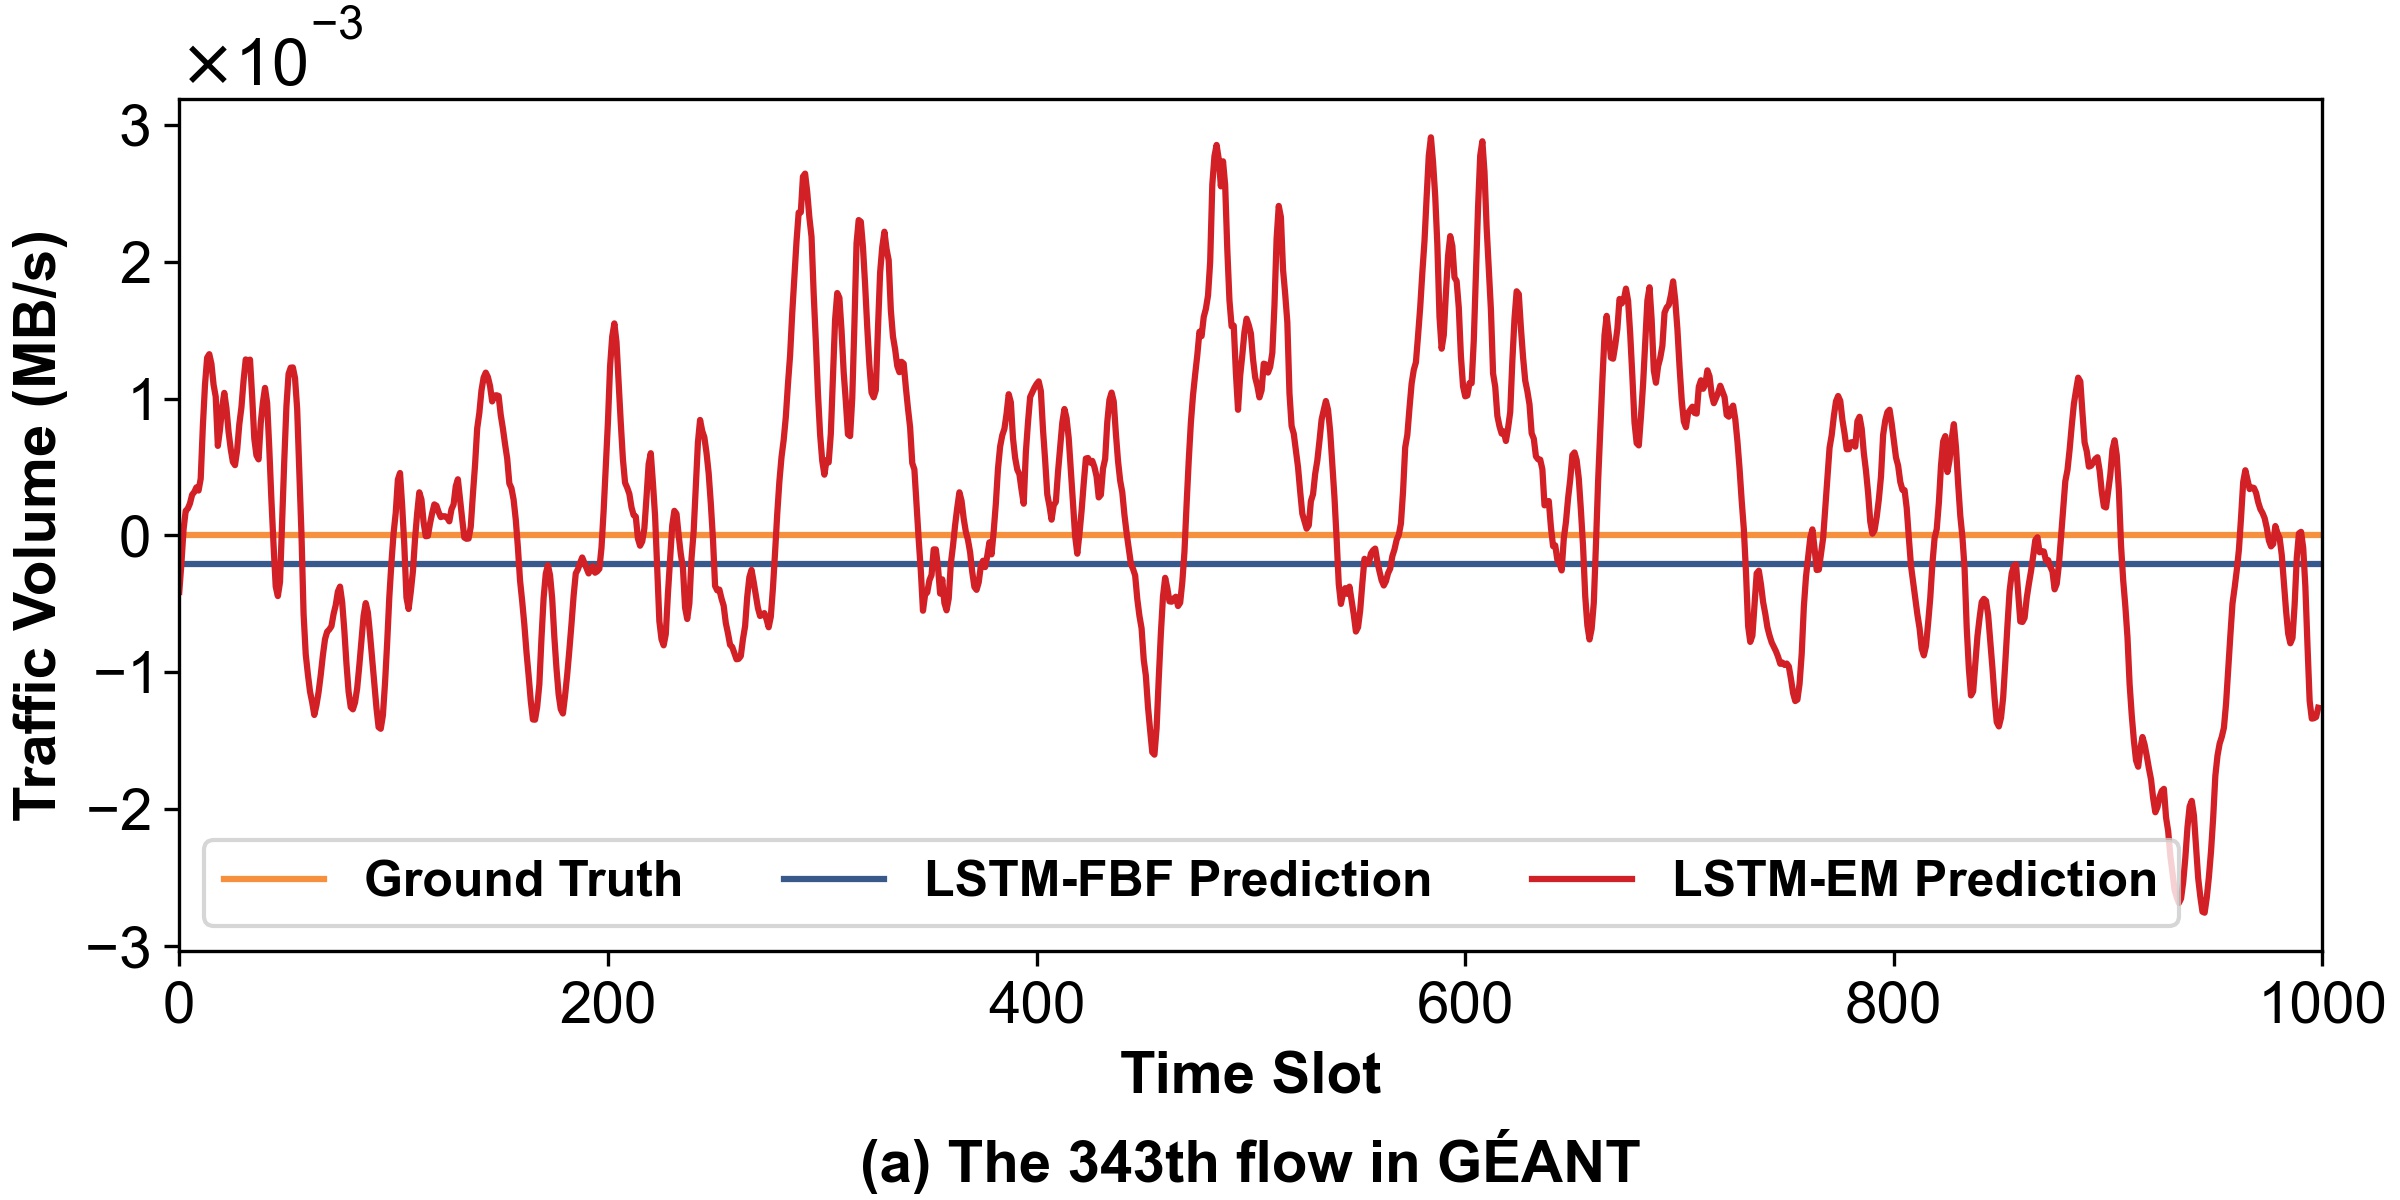 ×10⁻³
3
2
1
0
−1
−2
−3
Traffic Volume (MB/s)
Ground Truth LSTM-FBF Prediction LSTM-EM Prediction
0 200 400 600 800 1000
Time Slot
(a) The 343th flow in GÉANT